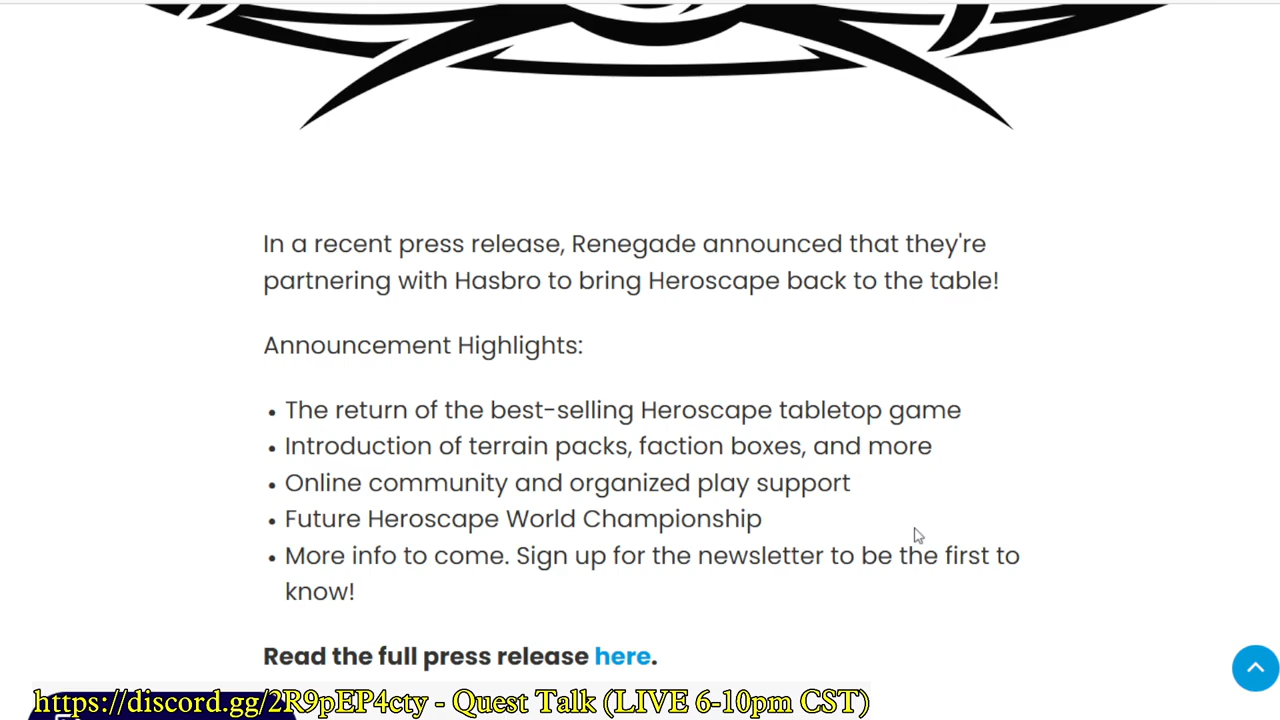 In a recent press release, Renegade announced that they're
partnering with Hasbro to bring Heroscape back to the table!
Announcement Highlights:
• The return of the best-selling Heroscape tabletop game
• Introduction of terrain packs, faction boxes, and more
• Online community and organized play support
• Future Heroscape World Championship
• More info to come. Sign up for the newsletter to be the first to
know!
Read the full press release here.
https://discord.gg/2R9pEP4cty - Quest Talk (LIVE 6-10pm CST)